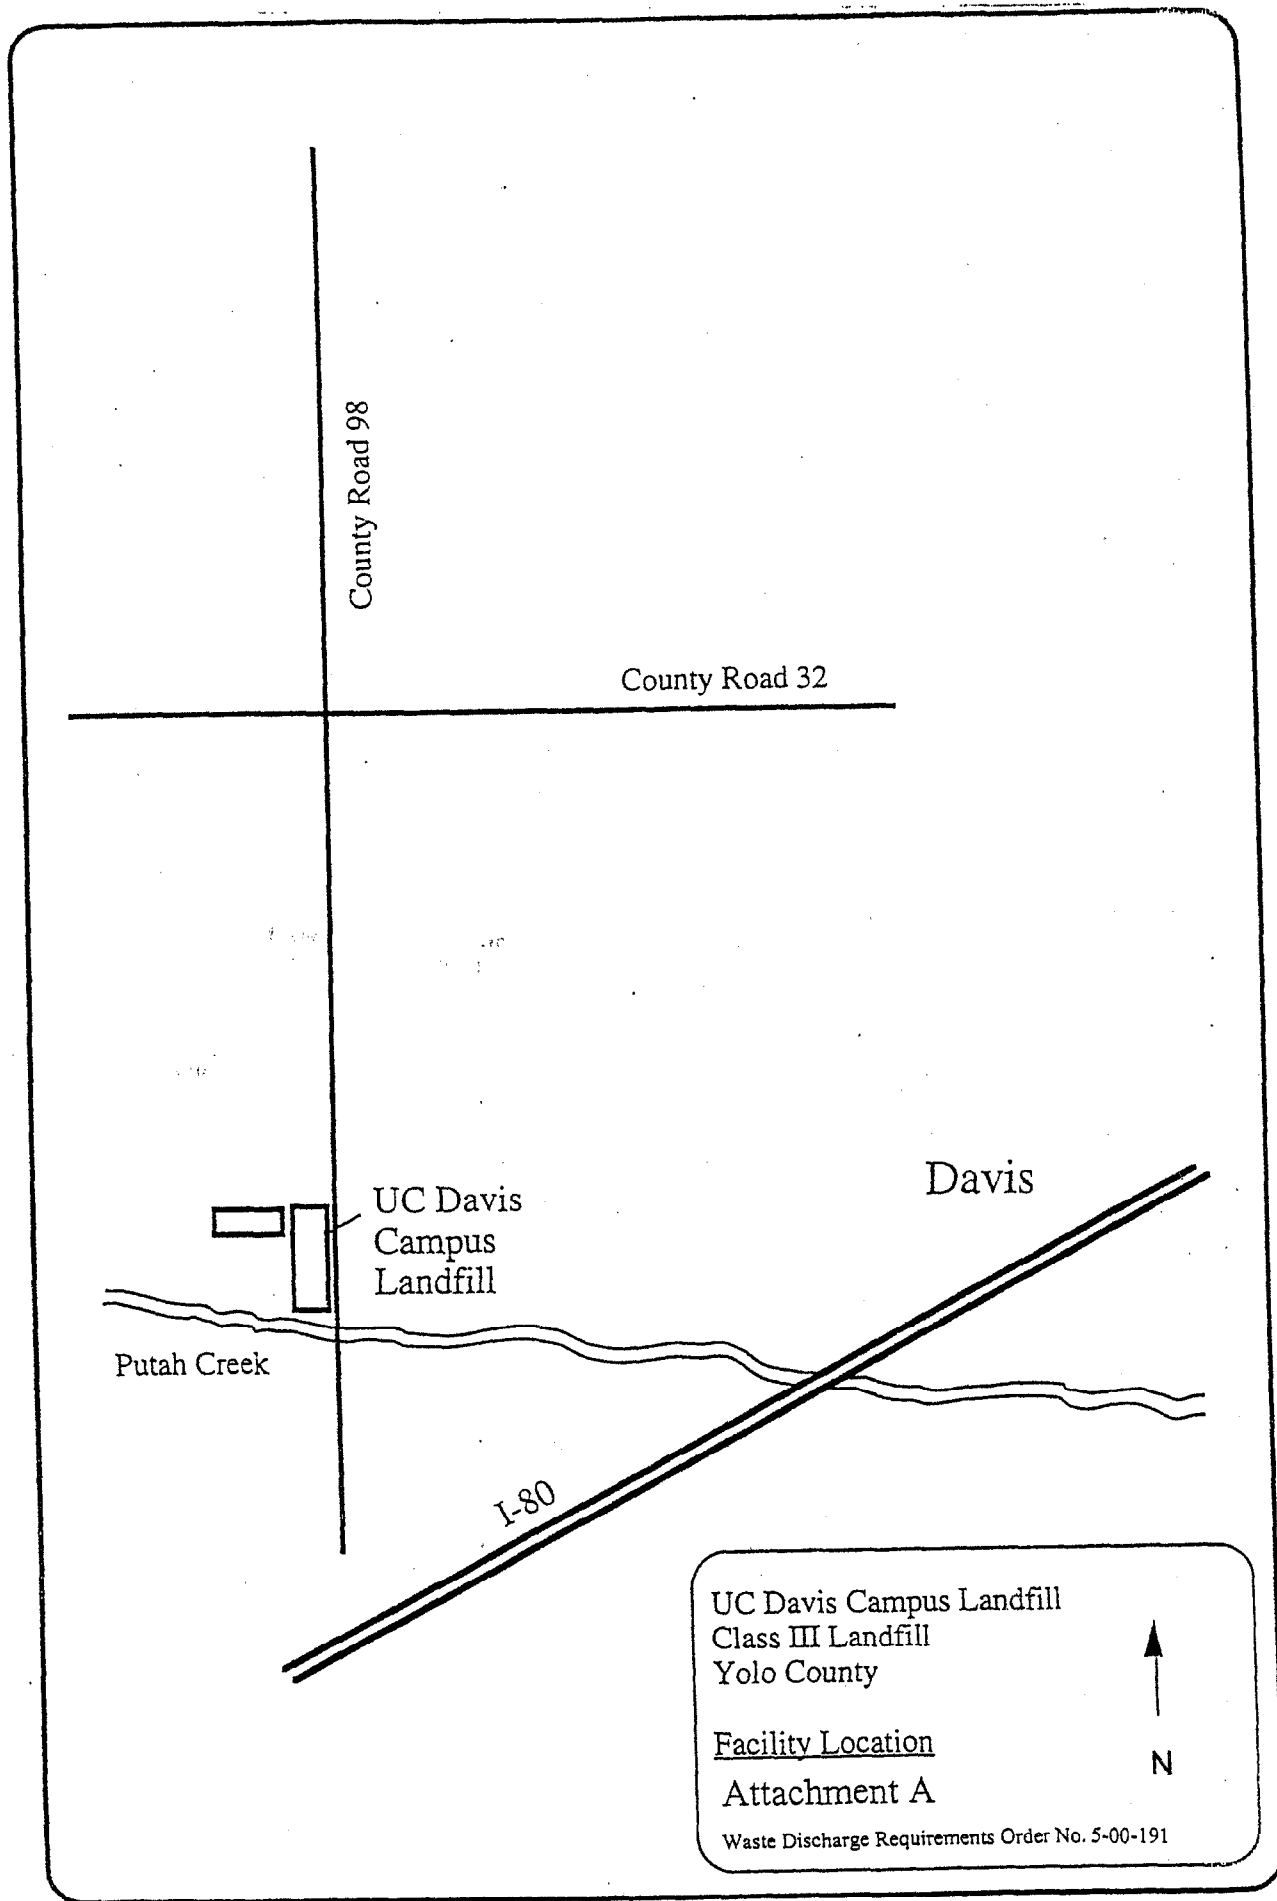 County Road 98
County Road 32
Davis
UC Davis
Campus
Landfill
Putah Creek
I-80
UC Davis Campus Landfill
Class III Landfill
Yolo County
Facility Location
N
Attachment A
Waste Discharge Requirements Order No. 5-00-191